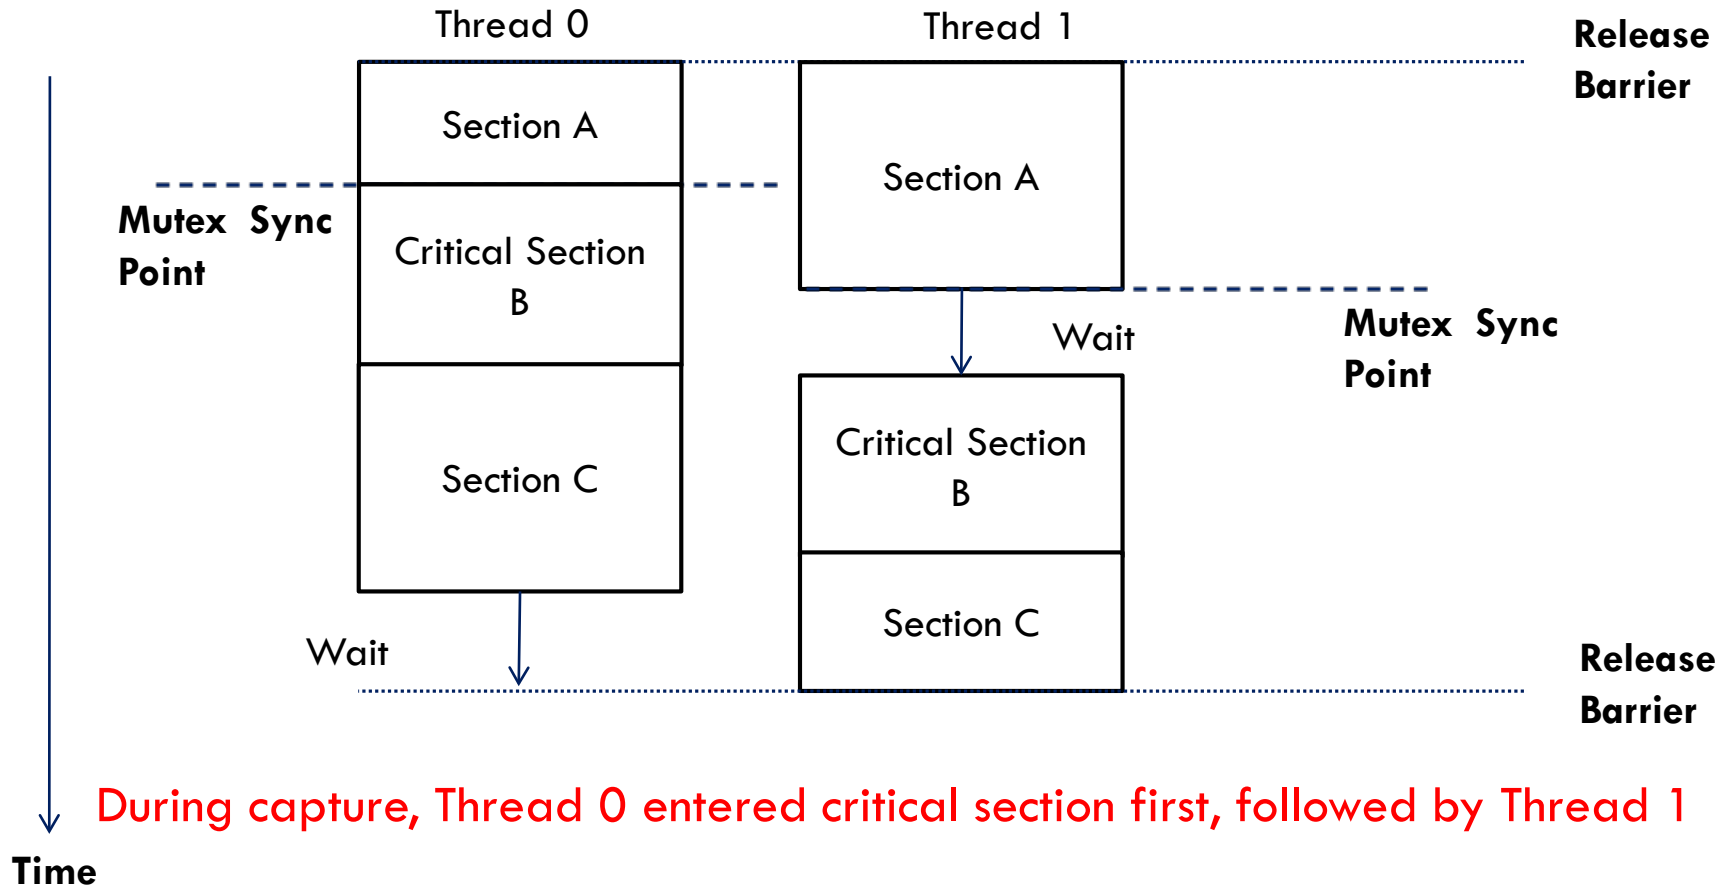 Thread 0
Thread 1
Release
Barrier
Section A
Section A
Mutex Sync
Point
Critical Section
B
Wait
Mutex Sync
Point
Critical Section
B
Section C
Section C
Wait
Release
Barrier
During capture, Thread 0 entered critical section first, followed by Thread 1
Time